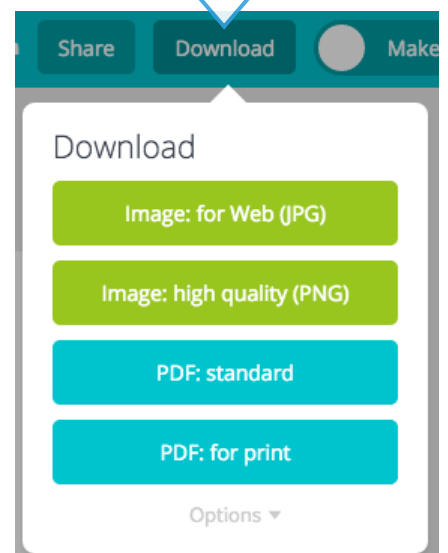 Share Download Make
Download
Image: for Web (JPG)
Image: high quality (PNG)
PDF: standard
PDF: for print
Options